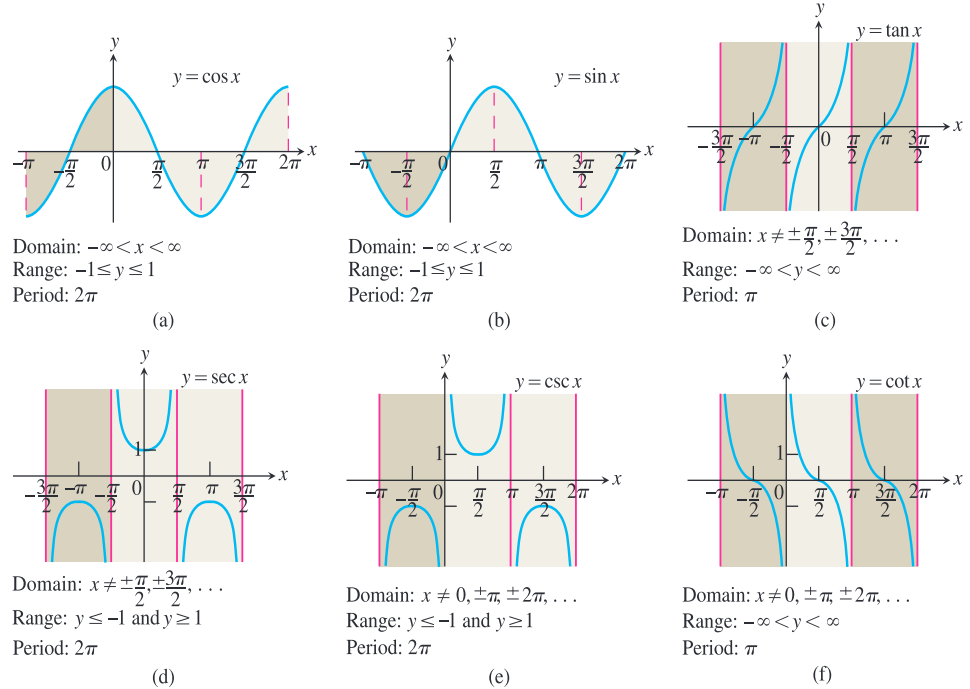 y
y = cos x
−π −π/2 0 π/2 π 3π/2 2π x
Domain: −∞ < x < ∞
Range: −1 ≤ y ≤ 1
Period: 2π
(a)
y
y = sin x
−π −π/2 0 π/2 π 3π/2 2π x
Domain: −∞ < x < ∞
Range: −1 ≤ y ≤ 1
Period: 2π
(b)
y
y = tan x
−3π/2 −π −π/2 0 π/2 π 3π/2 x
Domain: x ≠ ±π/2, ±3π/2, . . .
Range: −∞ < y < ∞
Period: π
(c)
y
y = sec x
1
−3π/2 −π −π/2 0 π/2 π 3π/2 x
Domain: x ≠ ±π/2, ±3π/2, . . .
Range: y ≤ −1 and y ≥ 1
Period: 2π
(d)
y
y = csc x
1
−π −π/2 0 π/2 π 3π/2 2π x
Domain: x ≠ 0, ±π, ±2π, . . .
Range: y ≤ −1 and y ≥ 1
Period: 2π
(e)
y
y = cot x
1
−π −π/2 0 π/2 π 3π/2 2π x
Domain: x ≠ 0, ±π, ±2π, . . .
Range: −∞ < y < ∞
Period: π
(f)